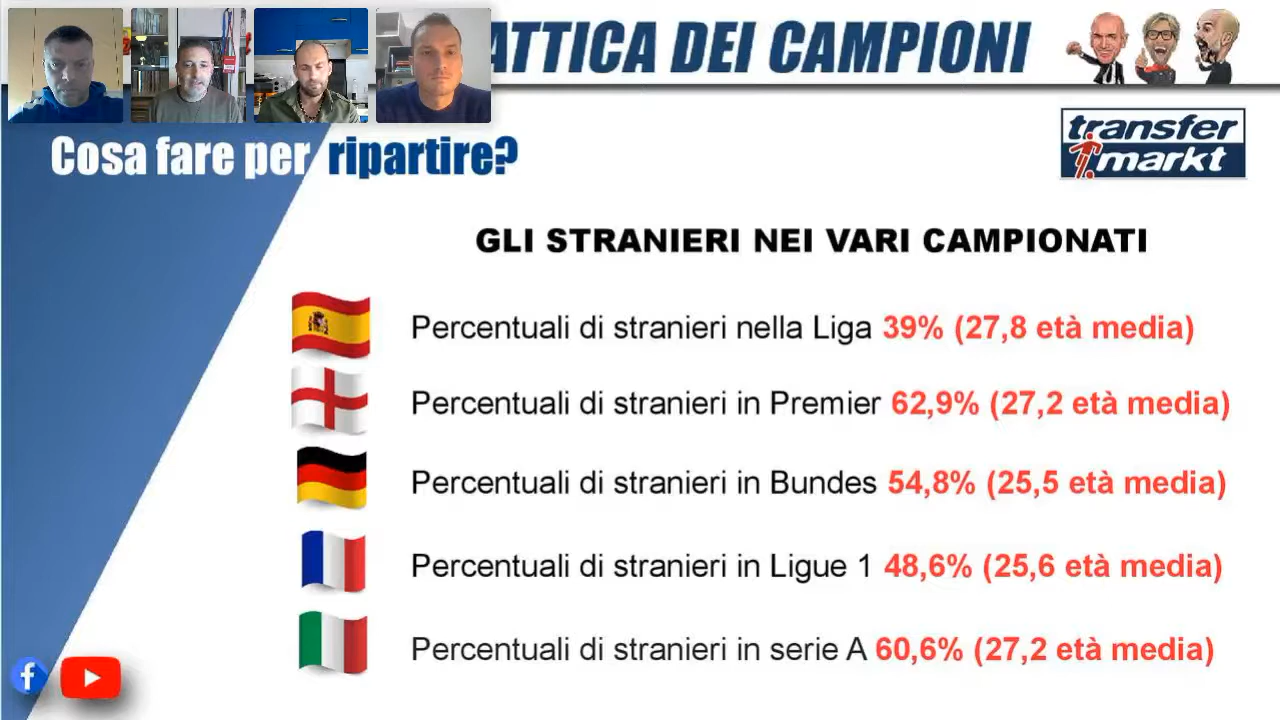 ATTICA DEI CAMPIONI
Cosa fare per ripartire?
transfer
markt
GLI STRANIERI NEI VARI CAMPIONATI
Percentuali di stranieri nella Liga 39% (27,8 età media)
Percentuali di stranieri in Premier 62,9% (27,2 età media)
Percentuali di stranieri in Bundes 54,8% (25,5 età media)
Percentuali di stranieri in Ligue 1 48,6% (25,6 età media)
Percentuali di stranieri in serie A 60,6% (27,2 età media)
f